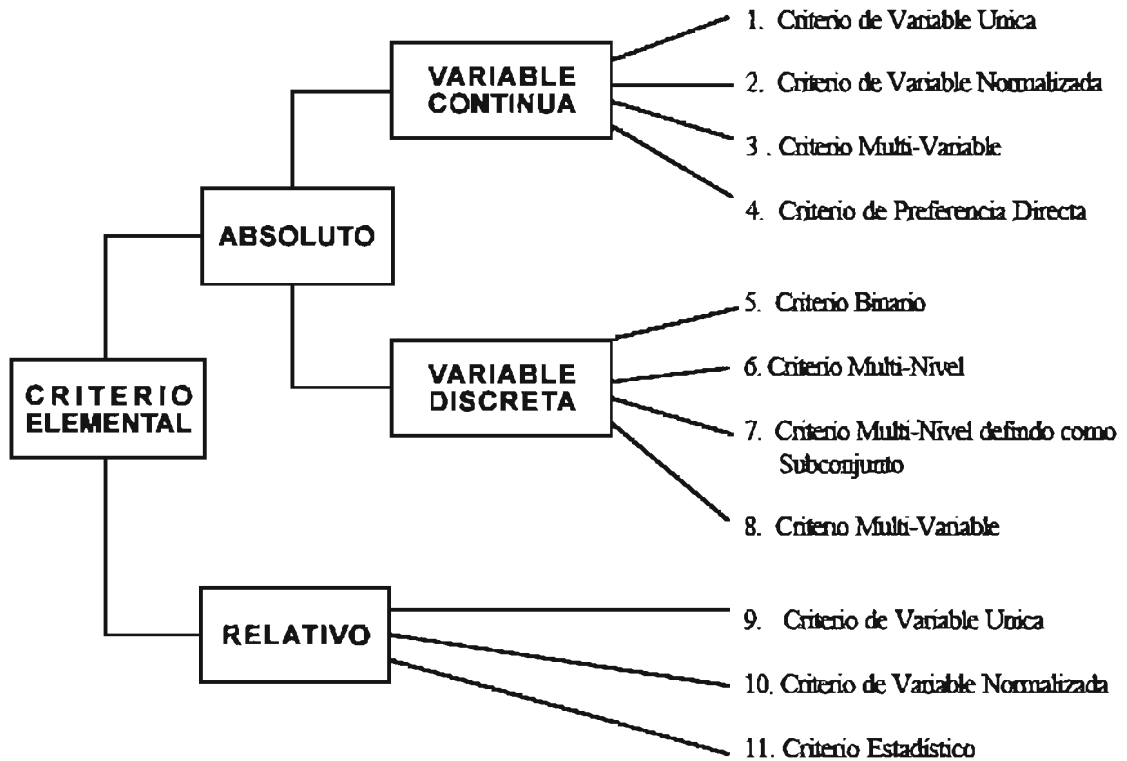 1. Criterio de Variable Unica
VARIABLE
CONTINUA
2. Criterio de Variable Normalizada
3 . Criterio Multi-Variable
4. Criterio de Preferencia Directa
ABSOLUTO
5. Criterio Binario
VARIABLE
DISCRETA
6. Criterio Multi-Nivel
7. Criterio Multi-Nivel defindo como
Subconjunto
8. Criterio Multi-Variable
CRITERIO
ELEMENTAL
RELATIVO
9. Criterio de Variable Unica
10. Criterio de Variable Normalizada
11. Criterio Estadístico